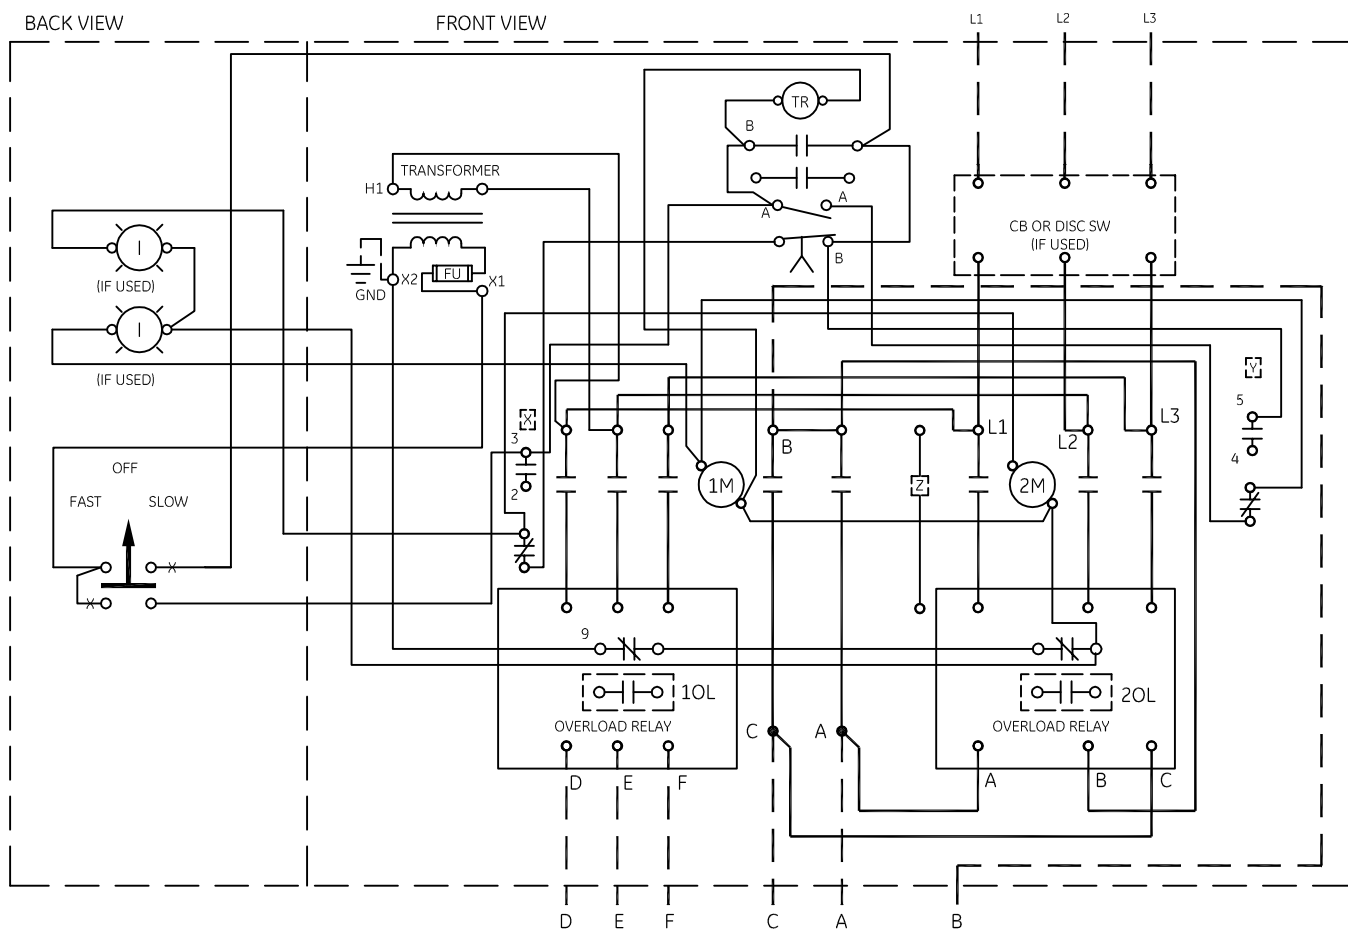 BACK VIEW
FRONT VIEW
L1
L2
L3
TR
B
TRANSFORMER
H1
A
A
CB OR DISC SW
(IF USED)
I
(IF USED)
GND
X2
FU
X1
B
I
(IF USED)
X
Y
5
4
3
2
B
L1
L2
L3
OFF
FAST
SLOW
1M
Z
2M
X
X
9
1OL
OVERLOAD RELAY
2OL
OVERLOAD RELAY
C
A
D
E
F
A
B
C
D
E
F
C
A
B